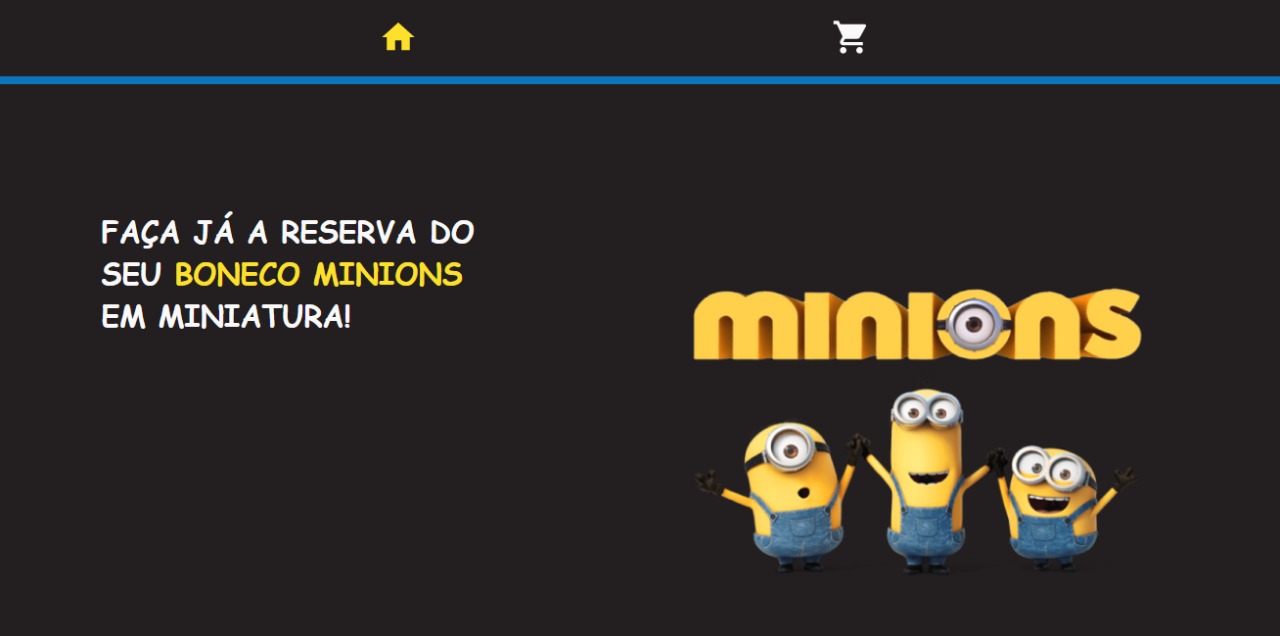 FAÇA JÁ A RESERVA DO
SEU BONECO MINIONS
EM MINIATURA!
minions